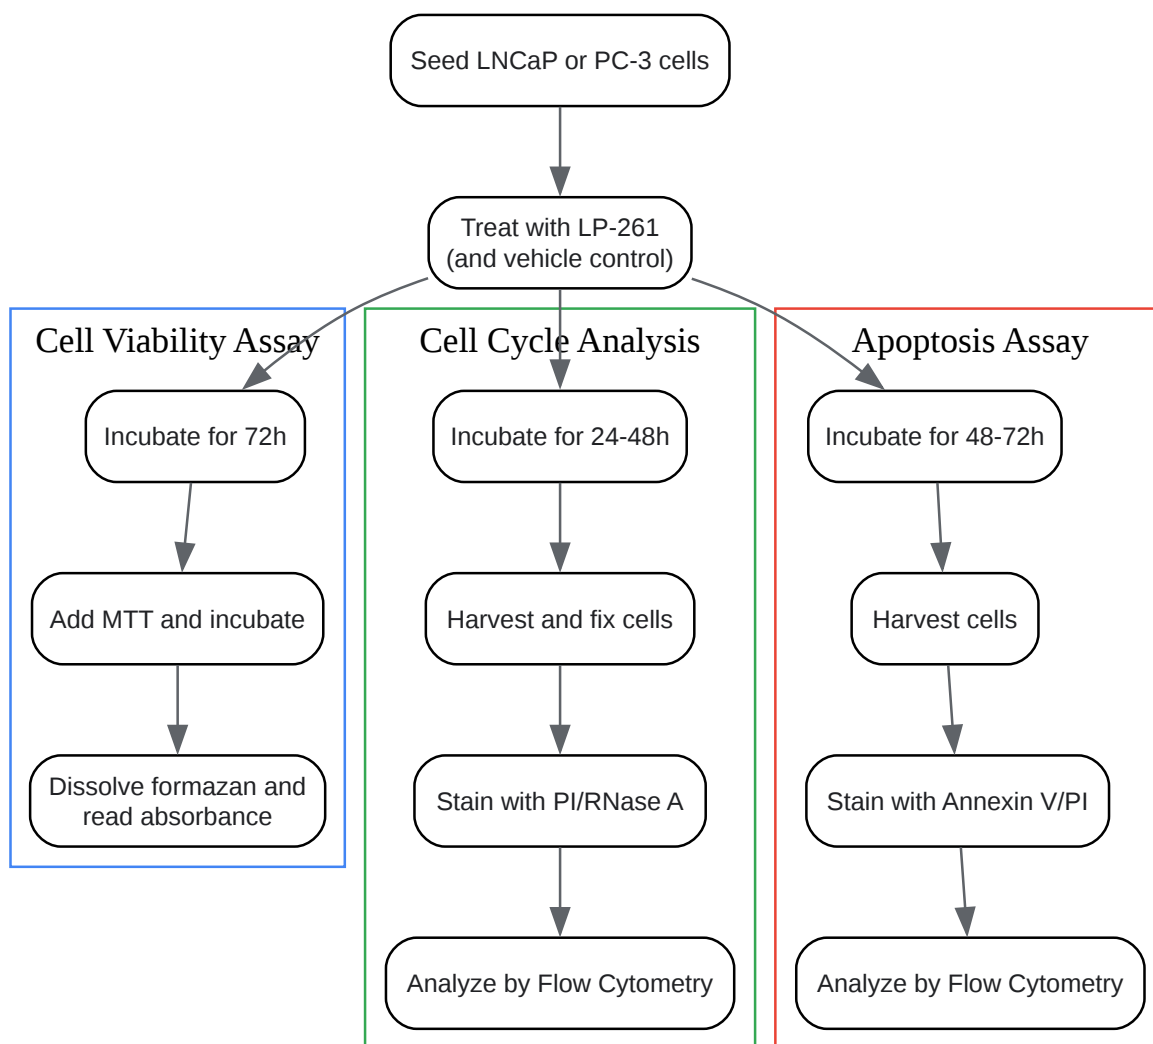 Seed LNCaP or PC-3 cells
Treat with LP-261
(and vehicle control)
Cell Viability Assay
Incubate for 72h
Add MTT and incubate
Dissolve formazan and
read absorbance
Cell Cycle Analysis
Incubate for 24-48h
Harvest and fix cells
Stain with PI/RNase A
Analyze by Flow Cytometry
Apoptosis Assay
Incubate for 48-72h
Harvest cells
Stain with Annexin V/PI
Analyze by Flow Cytometry